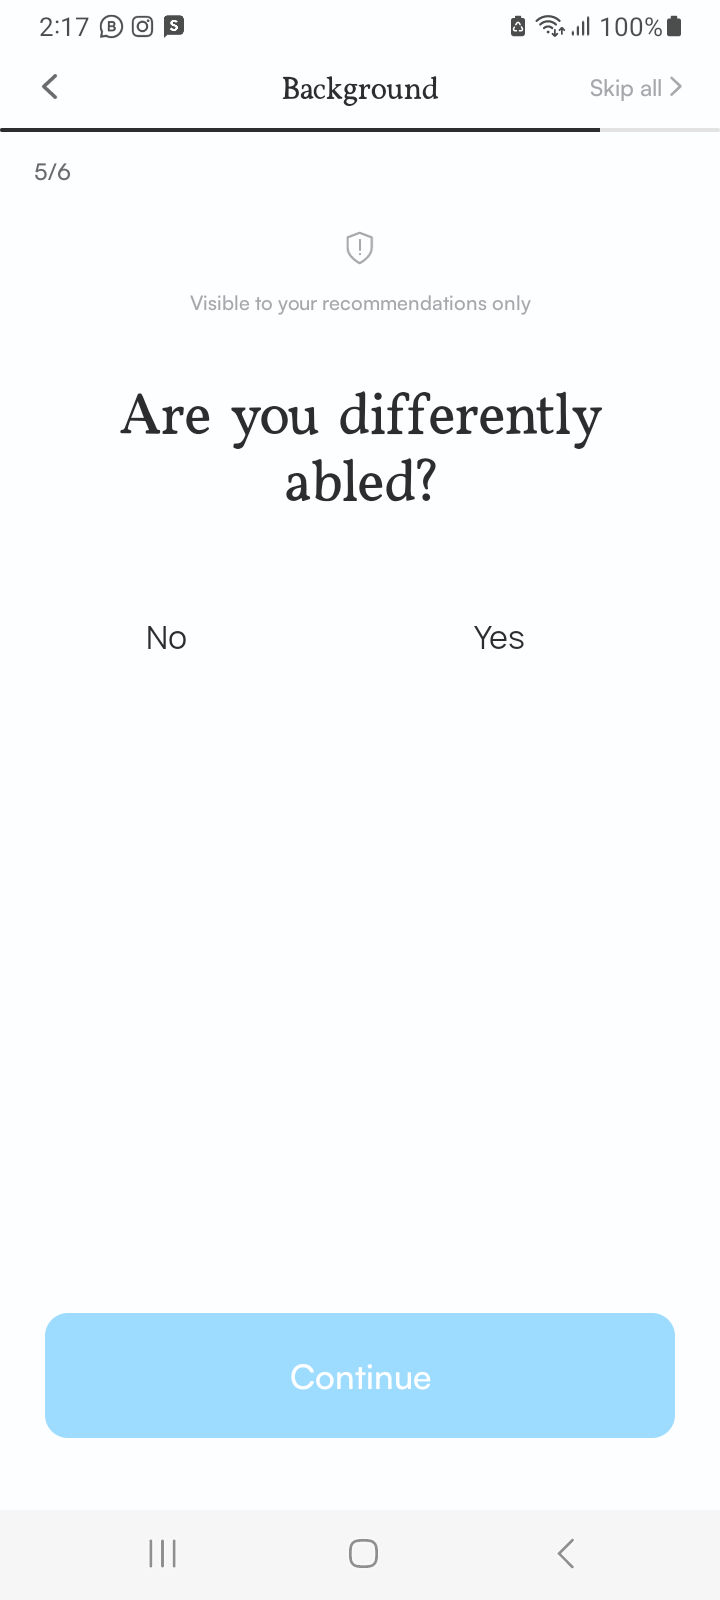 2:17
100%
Background
Skip all
5/6
Visible to your recommendations only
Are you differently
abled?
No
Yes
Continue